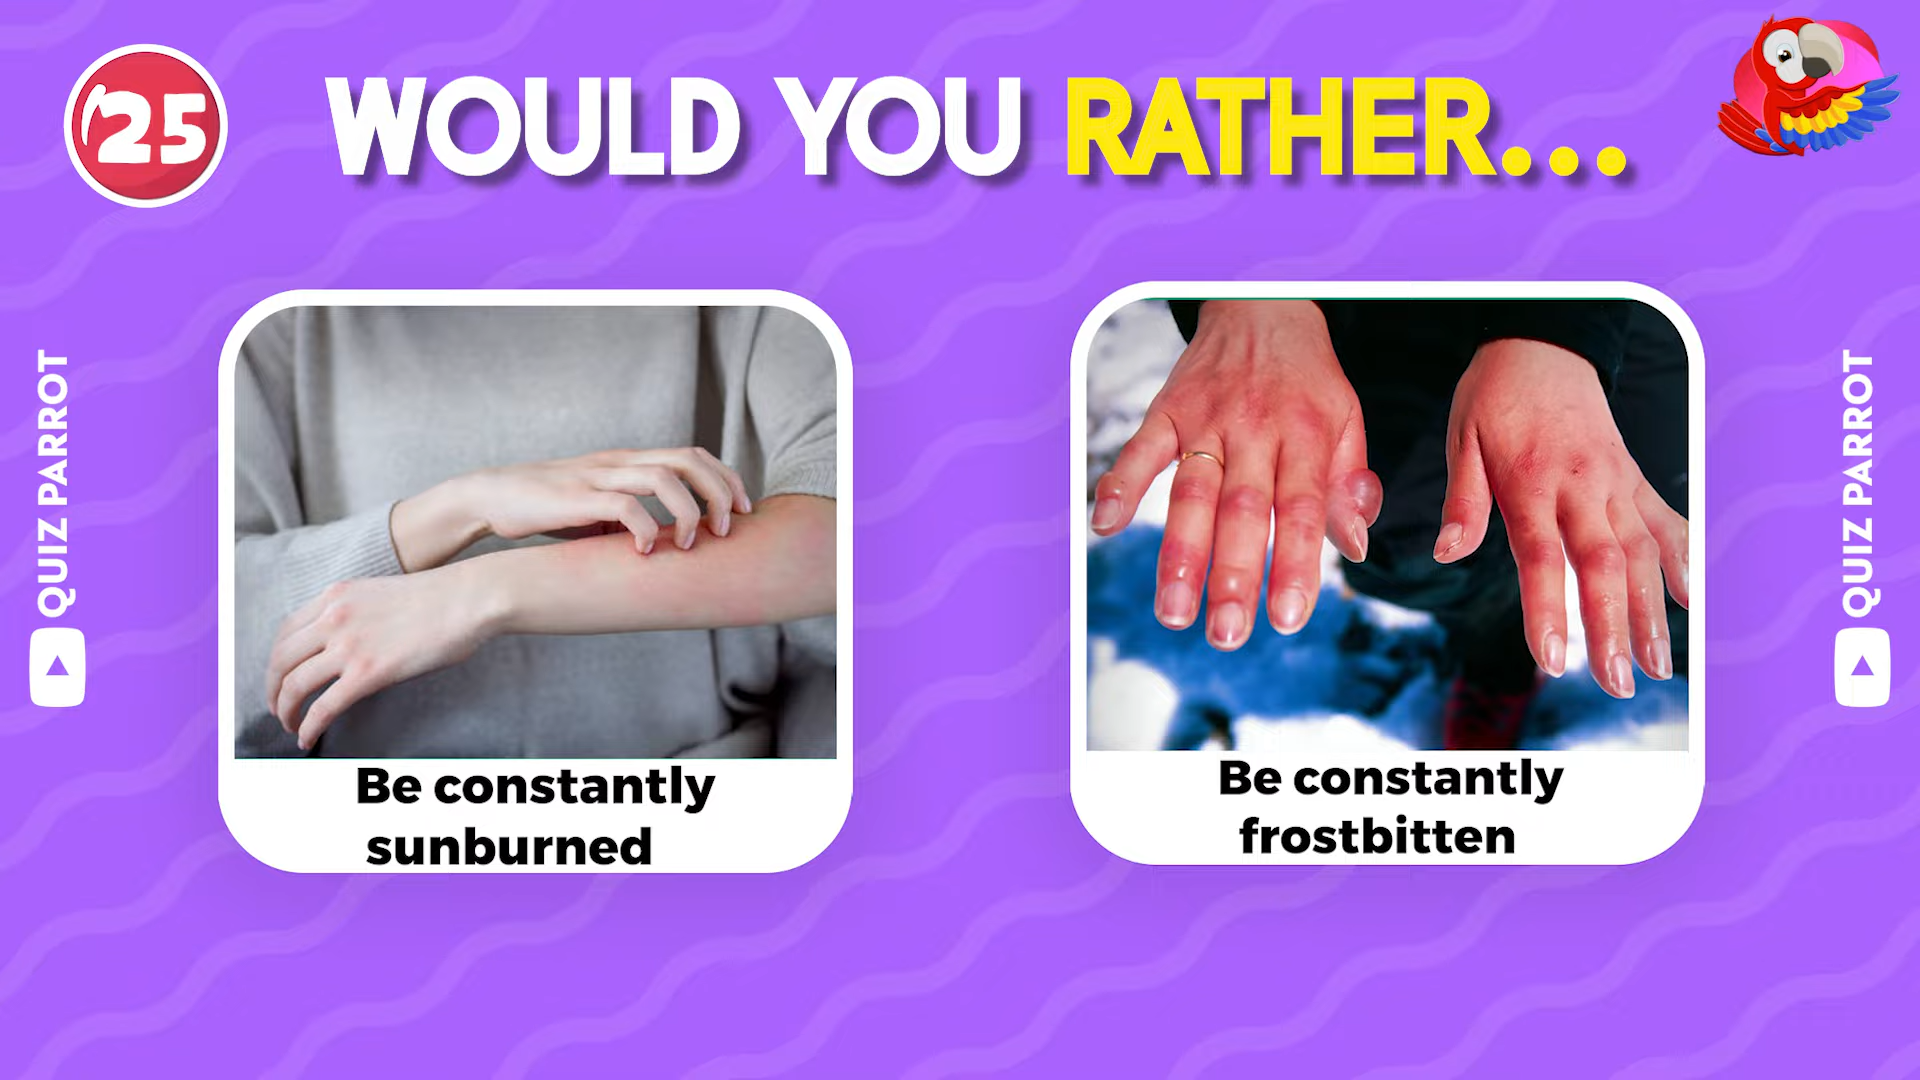 25
WOULD YOU RATHER...
QUIZ PARROT
Be constantly
sunburned
Be constantly
frostbitten
QUIZ PARROT